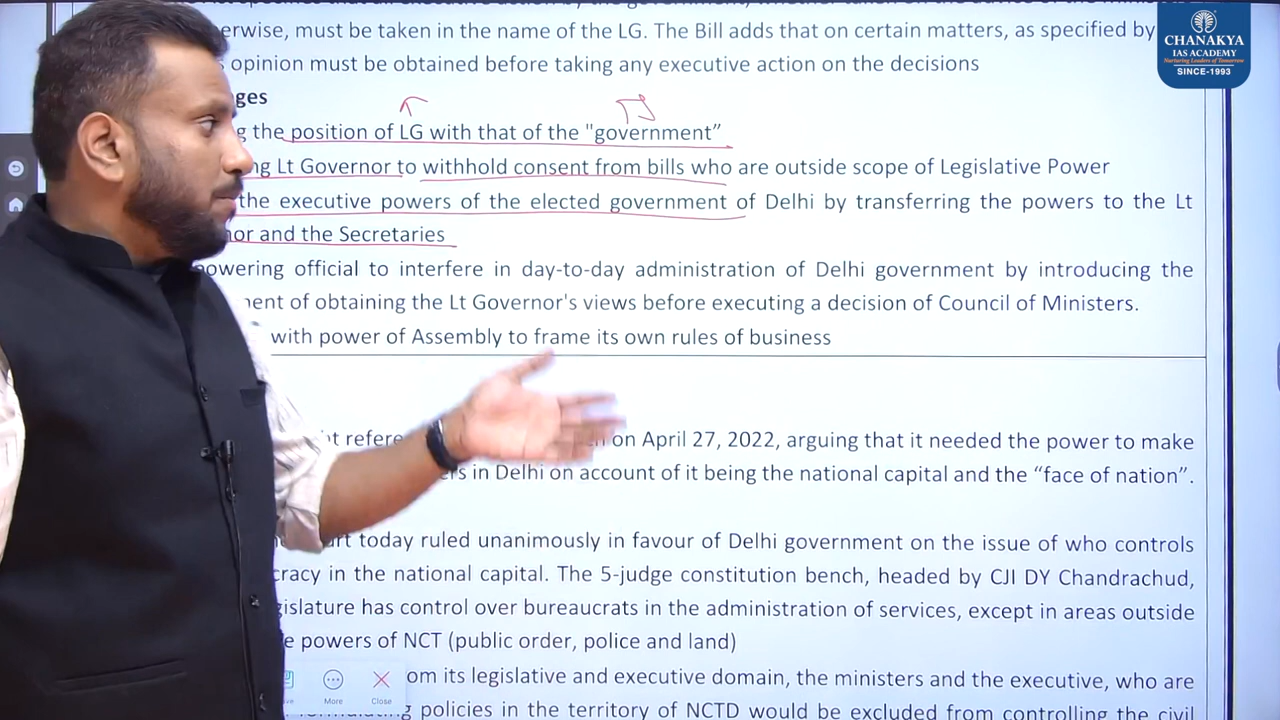 erwise, must be taken in the name of the LG. The Bill adds that on certain matters, as specified by
opinion must be obtained before taking any executive action on the decisions
ges
g the position of LG with that of the "government”
ng Lt Governor to withhold consent from bills who are outside scope of Legislative Power
the executive powers of the elected government of Delhi by transferring the powers to the Lt
nor and the Secretaries
powering official to interfere in day-to-day administration of Delhi government by introducing the
ent of obtaining the Lt Governor's views before executing a decision of Council of Ministers.
with power of Assembly to frame its own rules of business
on April 27, 2022, arguing that it needed the power to make
rs in Delhi on account of it being the national capital and the “face of nation”.
rt today ruled unanimously in favour of Delhi government on the issue of who controls
cracy in the national capital. The 5-judge constitution bench, headed by CJI DY Chandrachud,
gislature has control over bureaucrats in the administration of services, except in areas outside
e powers of NCT (public order, police and land)
om its legislative and executive domain, the ministers and the executive, who are
policies in the territory of NCTD would be excluded from controlling the civil
CHANAKYA
IAS ACADEMY
Nurturing Leaders of Tomorrow
SINCE-1993
More
Close